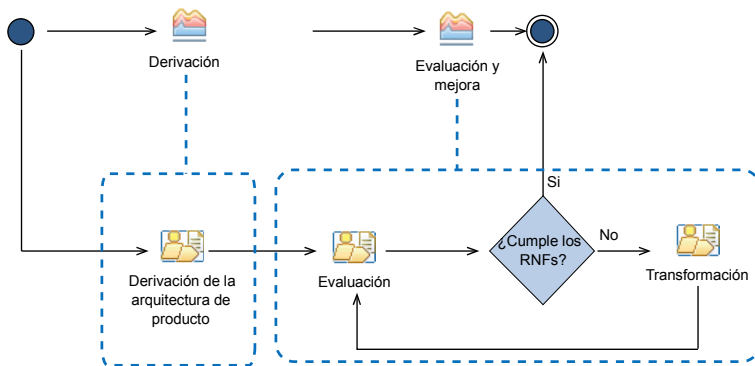 Derivación
Evaluación y
mejora
Si
¿Cumple los
RNFs?
No
Derivación de la
arquitectura de
producto
Evaluación
Transformación